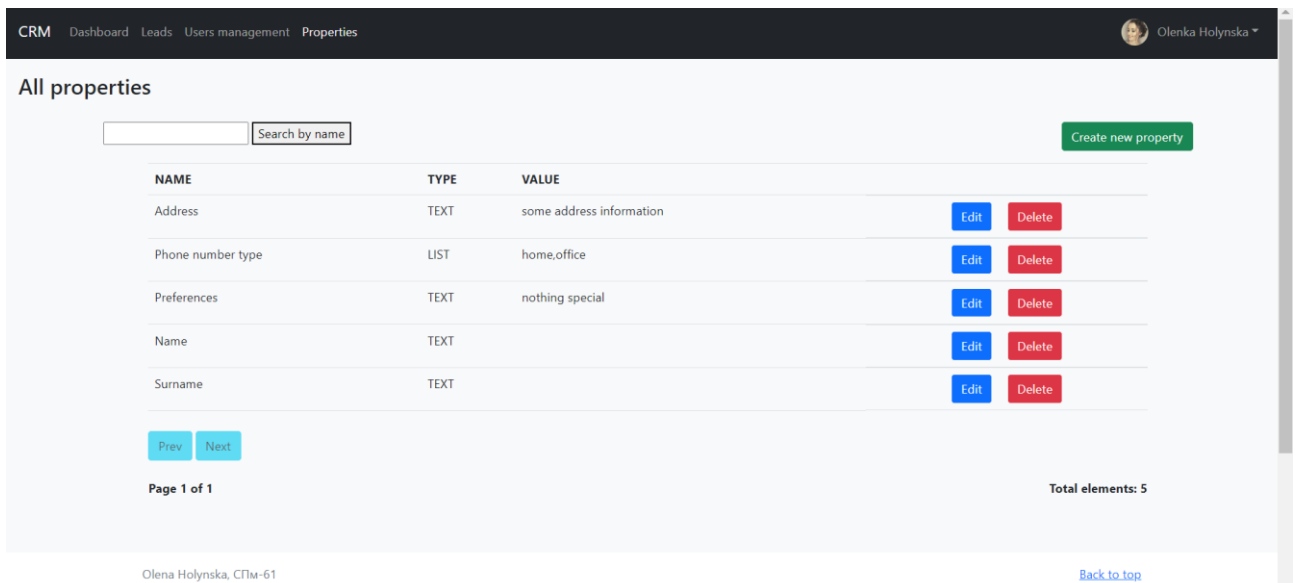 CRM Dashboard Leads Users management Properties Olenka Holynska
All properties
Search by name Create new property
NAME TYPE VALUE
Address TEXT some address information Edit Delete
Phone number type LIST home,office Edit Delete
Preferences TEXT nothing special Edit Delete
Name TEXT Edit Delete
Surname TEXT Edit Delete
Prev Next
Page 1 of 1 Total elements: 5
Olena Holynska, СПм-61 Back to top